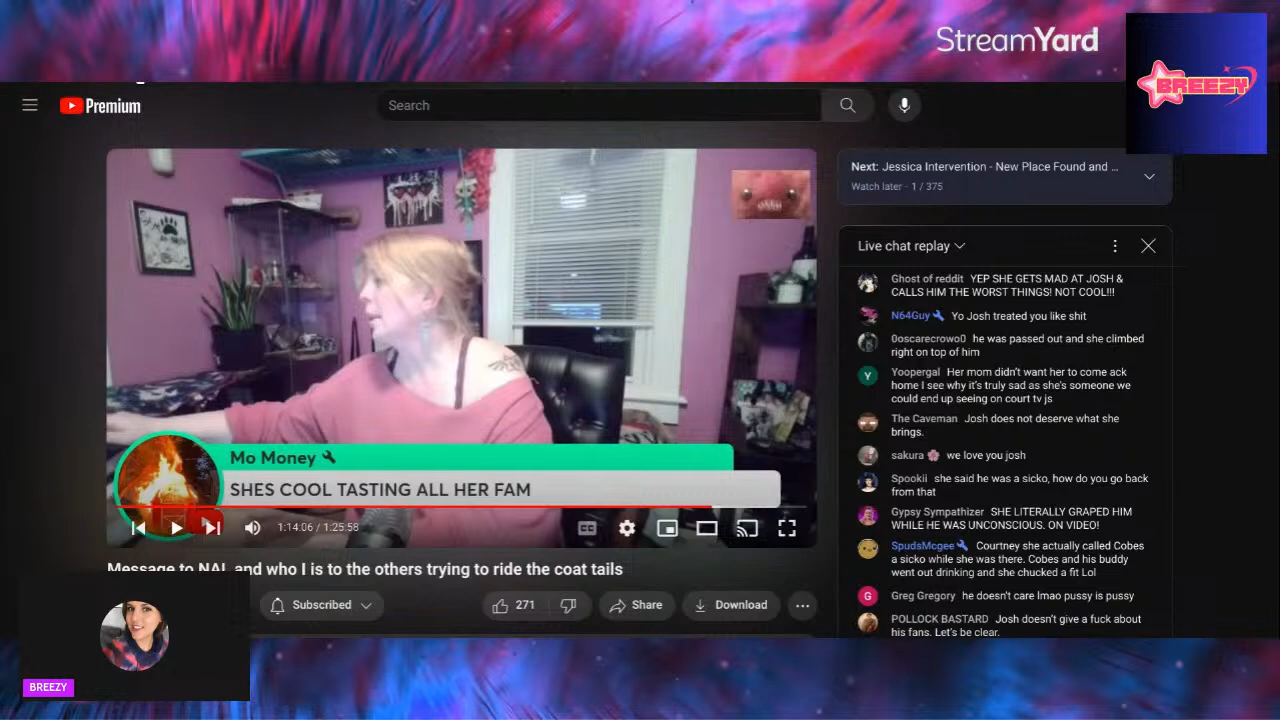 StreamYard
BREEZY
Premium
Search
Next: Jessica Intervention - New Place Found and ...
Watch later · 1 / 375
Live chat replay
Ghost of reddit YEP SHE GETS MAD AT JOSH &
CALLS HIM THE WORST THINGS! NOT COOL!!!
N64Guy Yo Josh treated you like shit
0oscarecrowo0 he was passed out and she climbed
right on top of him
Y
Yoopergal Her mom didn't want her to come ack
home I see why it's truly sad as she's someone we
could end up seeing on court tv js
The Caveman Josh does not deserve what she
brings.
sakura 🌸 we love you josh
Spookii she said he was a sicko, how do you go back
from that
Gypsy Sympathizer SHE LITERALLY GRAPED HIM
WHILE HE WAS UNCONSCIOUS. ON VIDEO!
SpudsMcgee Courtney she actually called Cobes
a sicko while she was there. Cobes and his buddy
went out drinking and she chucked a fit Lol
G
Greg Gregory he doesn't care lmao pussy is pussy
POLLOCK BASTARD Josh doesn't give a fuck about
his fans. Let's be clear.
Mo Money
SHES COOL TASTING ALL HER FAM
1:14:06 / 1:25:58
CC
Message to NAL and who I is to the others trying to ride the coat tails
Subscribed
271
Share
Download
BREEZY